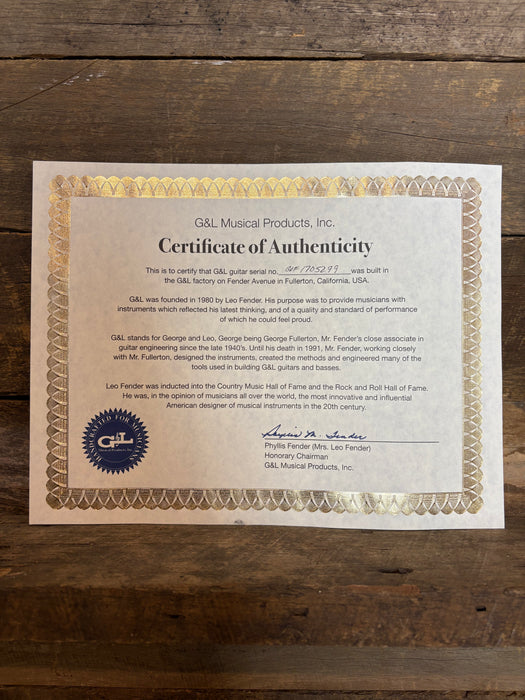 G&L Musical Products, Inc.
Certificate of Authenticity
This is to certify that G&L guitar serial no. CLF1705299 was built in
the G&L factory on Fender Avenue in Fullerton, California, USA.
G&L was founded in 1980 by Leo Fender. His purpose was to provide musicians with
instruments which reflected his latest thinking, and of a quality and standard of performance
of which he could feel proud.
G&L stands for George and Leo, George being George Fullerton, Mr. Fender's close associate in
guitar engineering since the late 1940's. Until his death in 1991, Mr. Fender, working closely
with Mr. Fullerton, designed the instruments, created the methods and engineered many of the
tools used in building G&L guitars and basses.
Leo Fender was inducted into the Country Music Hall of Fame and the Rock and Roll Hall of Fame.
He was, in the opinion of musicians all over the world, the most innovative and influential
American designer of musical instruments in the 20th century.
G&L
Musical Products, Inc.
Phyllis M. Fender
Phyllis Fender (Mrs. Leo Fender)
Honorary Chairman
G&L Musical Products, Inc.